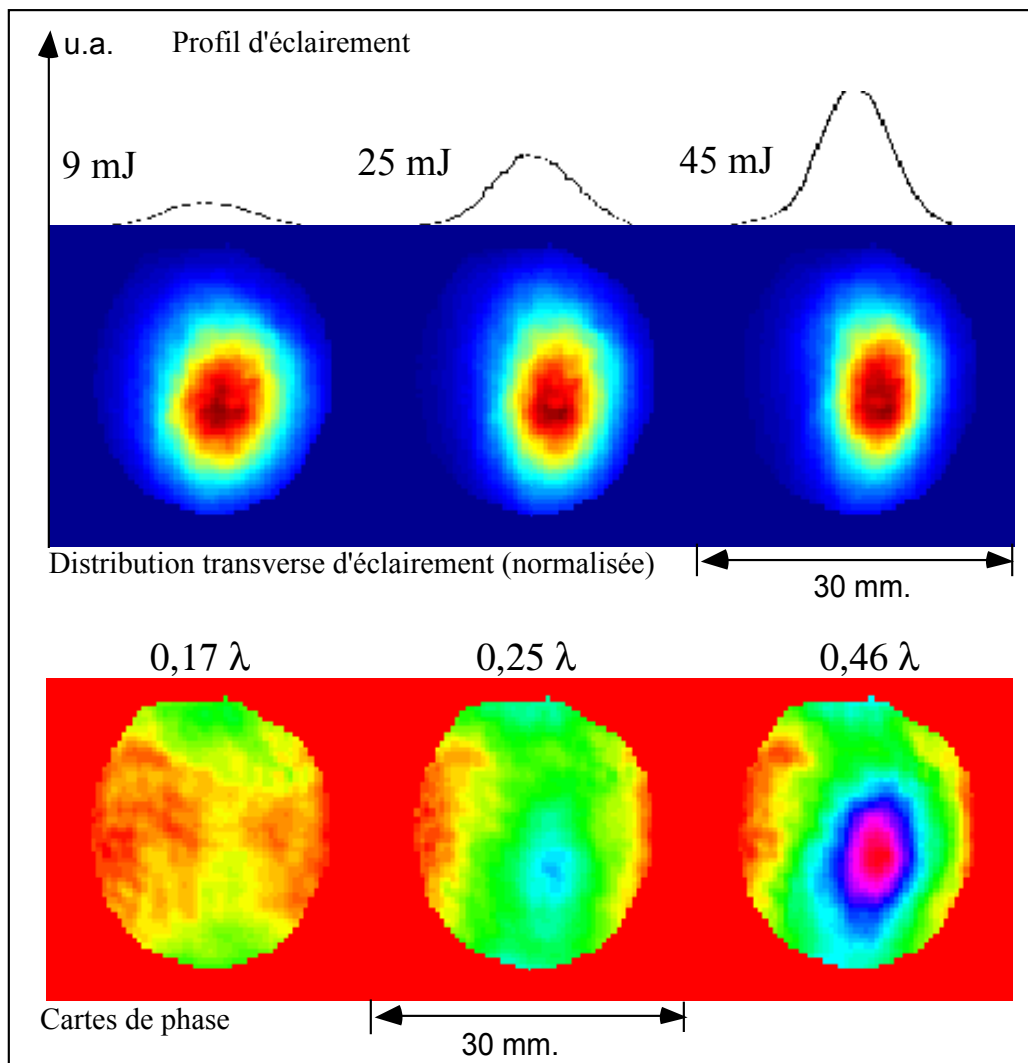 u.a.
Profil d'éclairement
9 mJ
25 mJ
45 mJ
Distribution transverse d'éclairement (normalisée)
30 mm.
0,17 λ
0,25 λ
0,46 λ
Cartes de phase
30 mm.